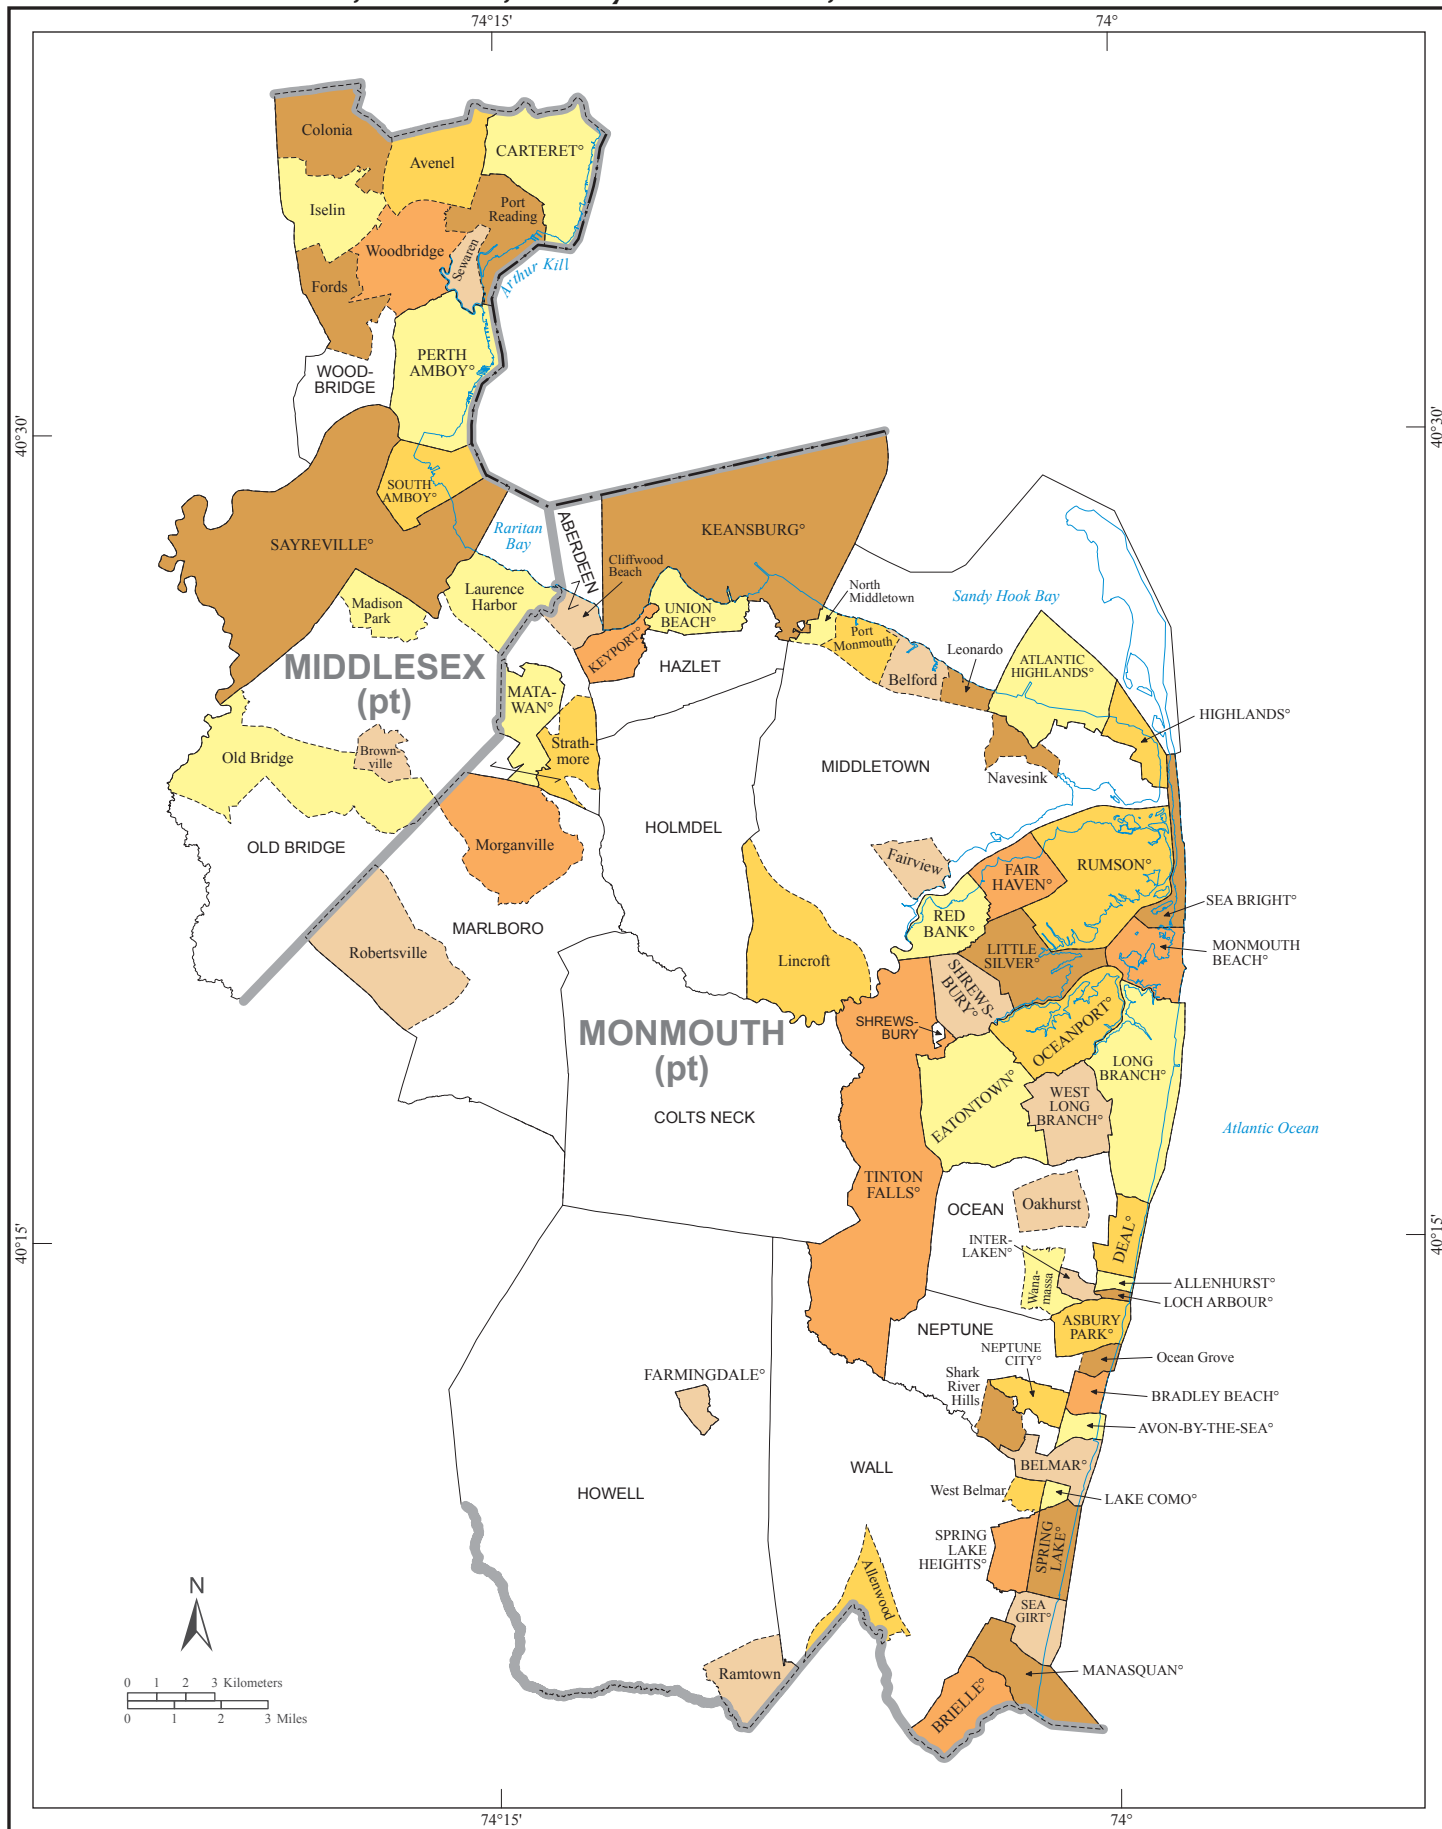 74°15'
74°
Colonia
Avenel
CARTERET°
Iselin
Port
Reading
Woodbridge
Sewaren
Fords
Arthur Kill
PERTH
AMBOY°
WOOD-
BRIDGE
40°30'
40°30'
SOUTH
AMBOY°
SAYREVILLE°
Raritan
Bay
ABERDEEN
KEANSBURG°
Cliffwood
Beach
Laurence
Harbor
Madison
Park
UNION
BEACH°
North
Middletown
Sandy Hook Bay
KEYPORT°
Port
Monmouth
HAZLET
Leonardo
Belford
ATLANTIC
HIGHLANDS°
MIDDLESEX
(pt)
MATA-
WAN°
HIGHLANDS°
Old Bridge
Brown-
ville
Strath-
more
MIDDLETOWN
Navesink
HOLMDEL
OLD BRIDGE
Morganville
Fairview
FAIR
HAVEN°
RUMSON°
SEA BRIGHT°
RED
BANK°
MARLBORO
Robertsville
Lincroft
LITTLE
SILVER°
MONMOUTH
BEACH°
SHREWS-
BURY°
MONMOUTH
(pt)
SHREWS-
BURY
OCEANPORT°
LONG
BRANCH°
EATONTOWN°
WEST
LONG
BRANCH°
COLTS NECK
Atlantic Ocean
TINTON
FALLS°
OCEAN
Oakhurst
40°15'
40°15'
DEAL°
INTER-
LAKEN°
Wana-
massa
ALLENHURST°
LOCH ARBOUR°
ASBURY
PARK°
NEPTUNE
NEPTUNE
CITY°
Ocean Grove
Shark
River
Hills
FARMINGDALE°
BRADLEY BEACH°
AVON-BY-THE-SEA°
BELMAR°
WALL
West Belmar
LAKE COMO°
HOWELL
SPRING
LAKE
HEIGHTS°
SPRING
LAKE°
Allenwood
SEA
GIRT°
N
Ramtown
MANASQUAN°
BRIELLE°
0 1 2 3 Kilometers
0 1 2 3 Miles
74°15'
74°